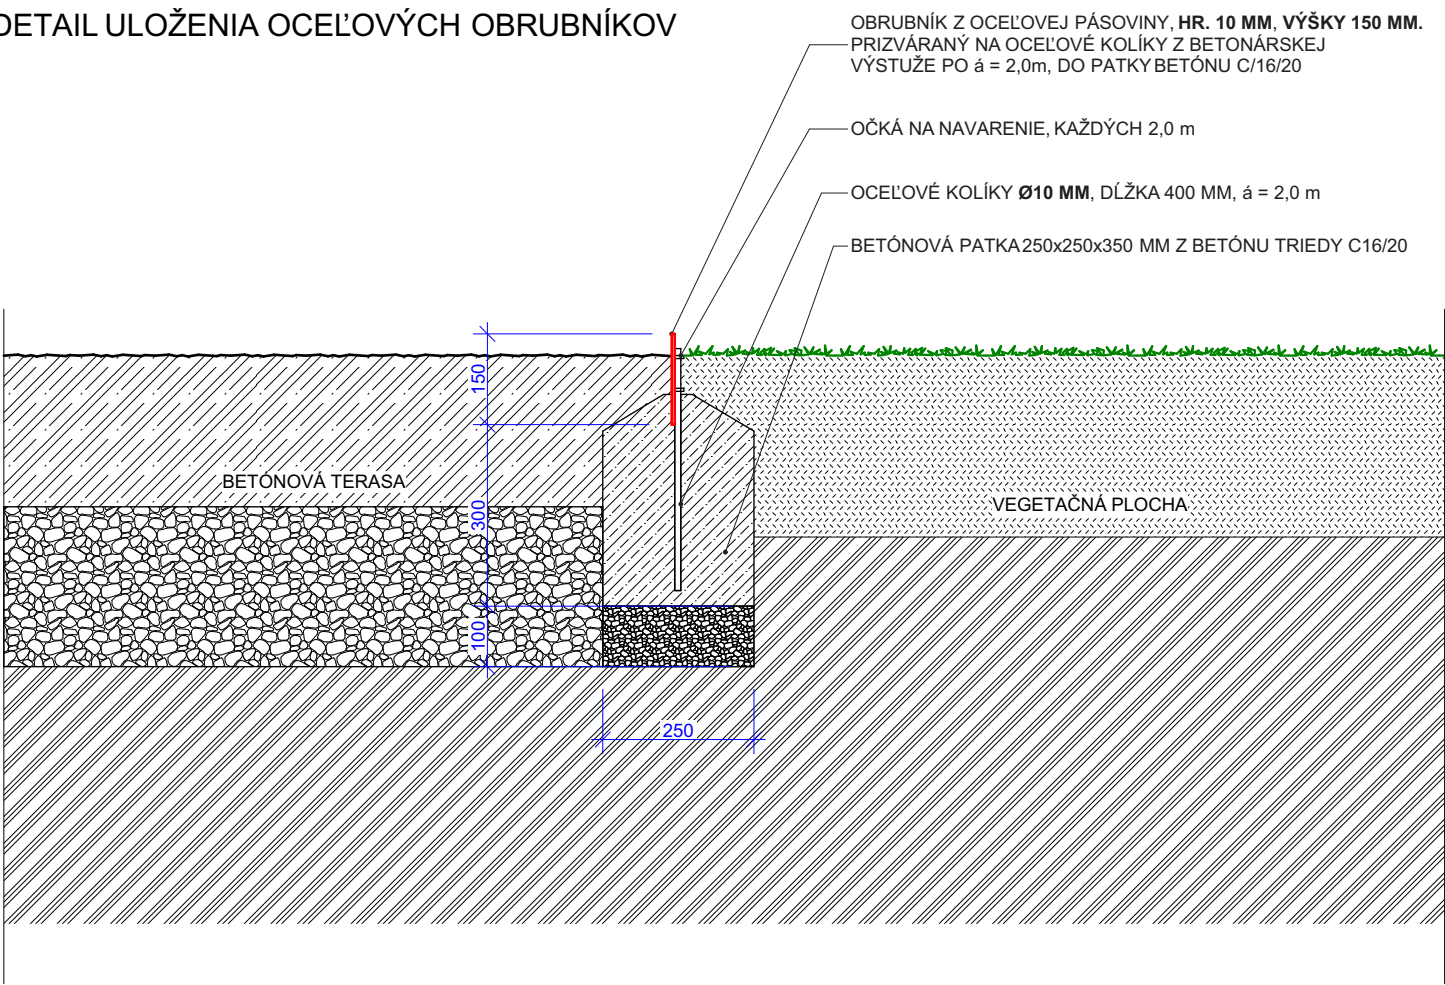 DETAIL ULOŽENIA OCEĽOVÝCH OBRUBNÍKOV
OBRUBNÍK Z OCEĽOVEJ PÁSOVINY, HR. 10 MM, VÝŠKY 150 MM.
PRIZVÁRANÝ NA OCEĽOVÉ KOLÍKY Z BETONÁRSKEJ
VÝSTUŽE PO á = 2,0m, DO PATKY BETÓNU C/16/20
OČKÁ NA NAVARENIE, KAŽDÝCH 2,0 m
OCEĽOVÉ KOLÍKY Ø10 MM, DĹŽKA 400 MM, á = 2,0 m
BETÓNOVÁ PATKA 250x250x350 MM Z BETÓNU TRIEDY C16/20
150
BETÓNOVÁ TERASA
300
VEGETAČNÁ PLOCHA
100
250